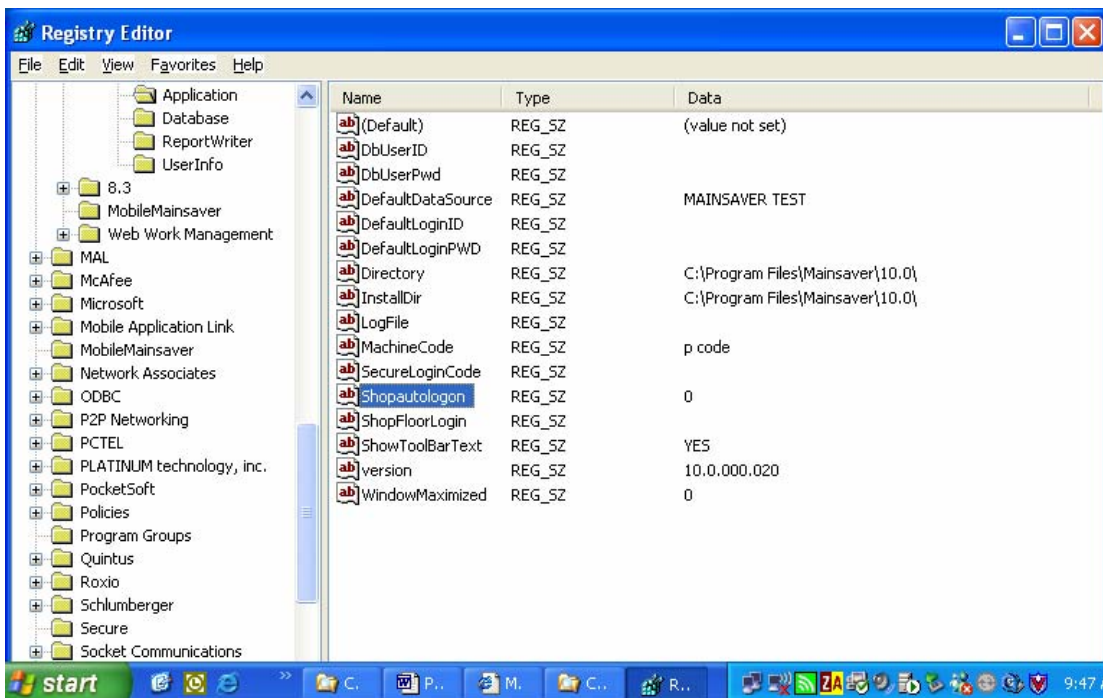 Registry Editor
File Edit View Favorites Help
Application
Database
ReportWriter
UserInfo
8.3
MobileMainsaver
Web Work Management
MAL
McAfee
Microsoft
Mobile Application Link
MobileMainsaver
Network Associates
ODBC
P2P Networking
PCTEL
PLATINUM technology, inc.
PocketSoft
Policies
Program Groups
Quintus
Roxio
Schlumberger
Secure
Socket Communications
Name Type Data
(Default) REG_SZ (value not set)
DbUserID REG_SZ
DbUserPwd REG_SZ
DefaultDataSource REG_SZ MAINSAVER TEST
DefaultLoginID REG_SZ
DefaultLoginPWD REG_SZ
Directory REG_SZ C:\Program Files\Mainsaver\10.0\
InstallDir REG_SZ C:\Program Files\Mainsaver\10.0\
LogFile REG_SZ
MachineCode REG_SZ p code
SecureLoginCode REG_SZ
Shopautologon REG_SZ 0
ShopFloorLogin REG_SZ
ShowToolBarText REG_SZ YES
version REG_SZ 10.0.000.020
WindowMaximized REG_SZ 0
start C. P.. M. C.. R.. ZA 9:47